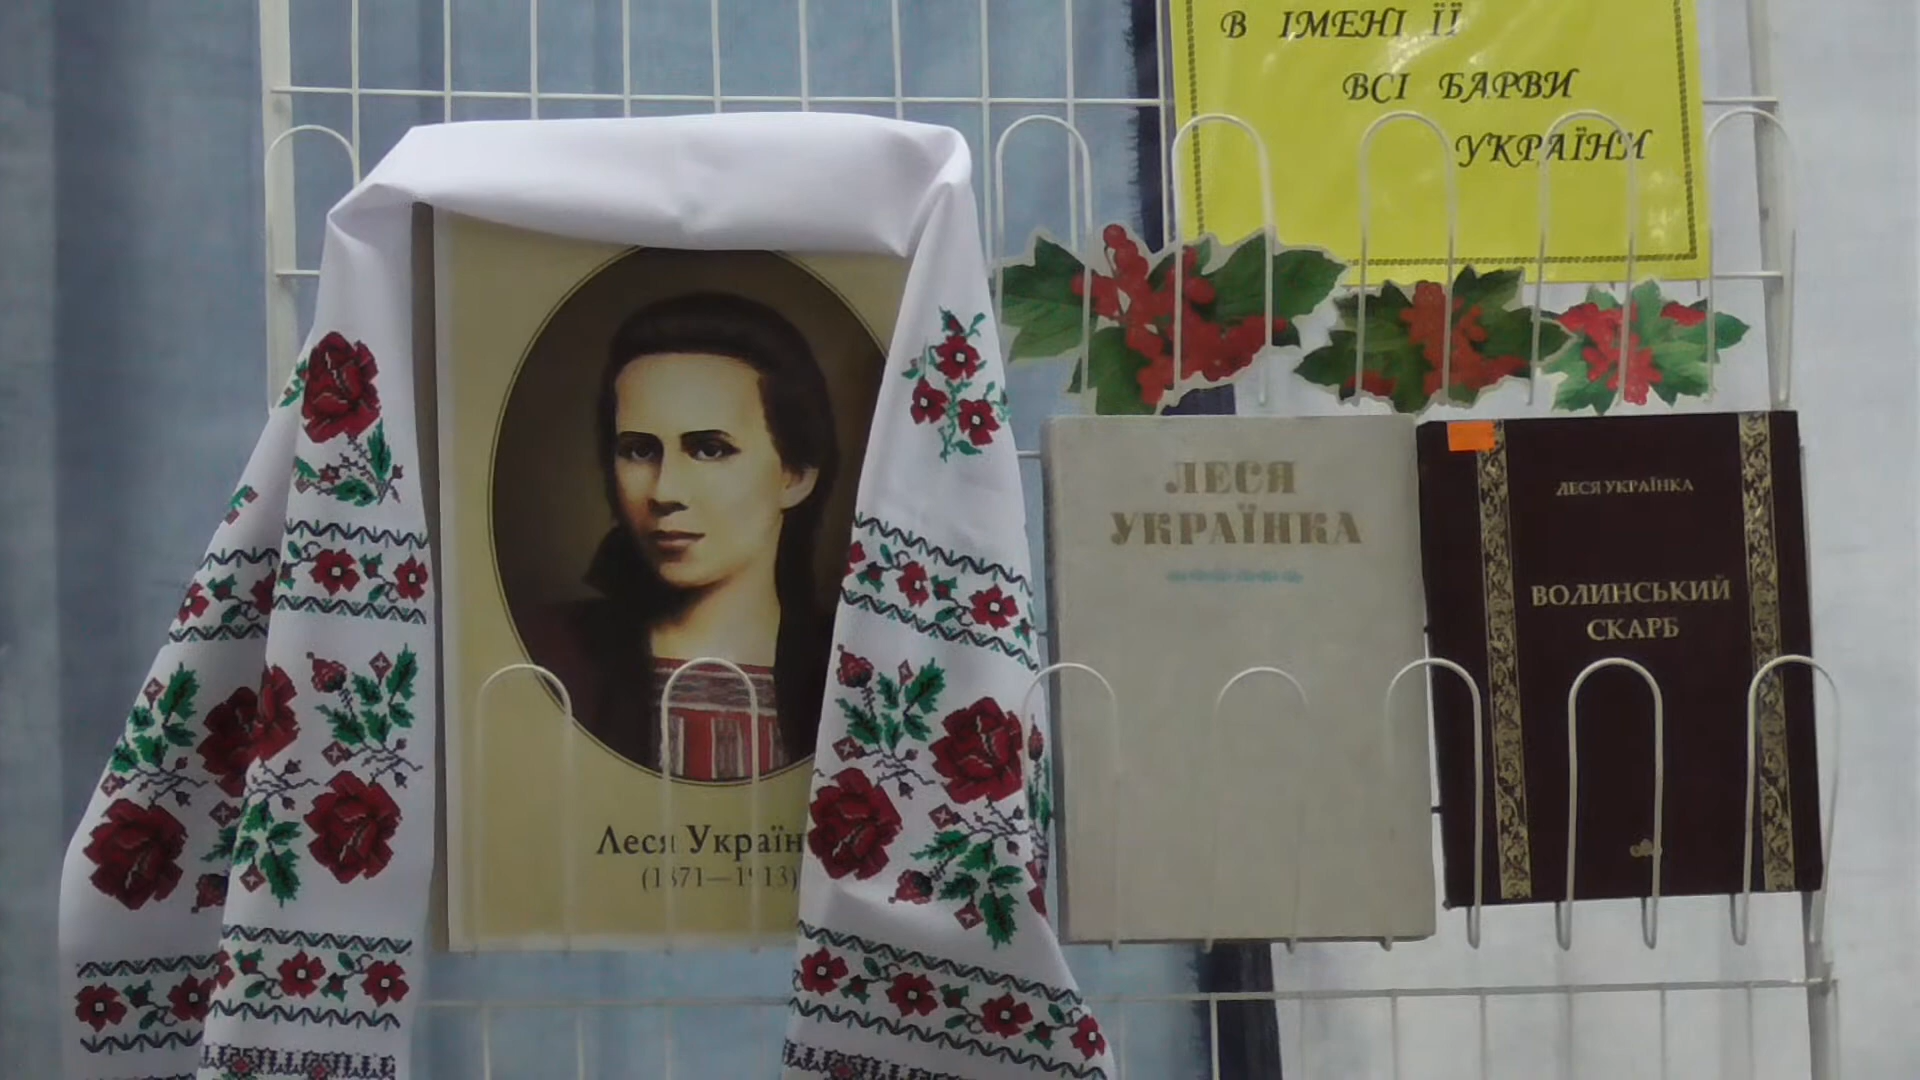 В ІМЕНІ ЇЇ
ВСІ БАРВИ
УКРАЇНИ
Леся Україн
(1871—1913)
ЛЕСЯ
УКРАЇНКА
ЛЕСЯ УКРАЇНКА
ВОЛИНСЬКИЙ
СКАРБ